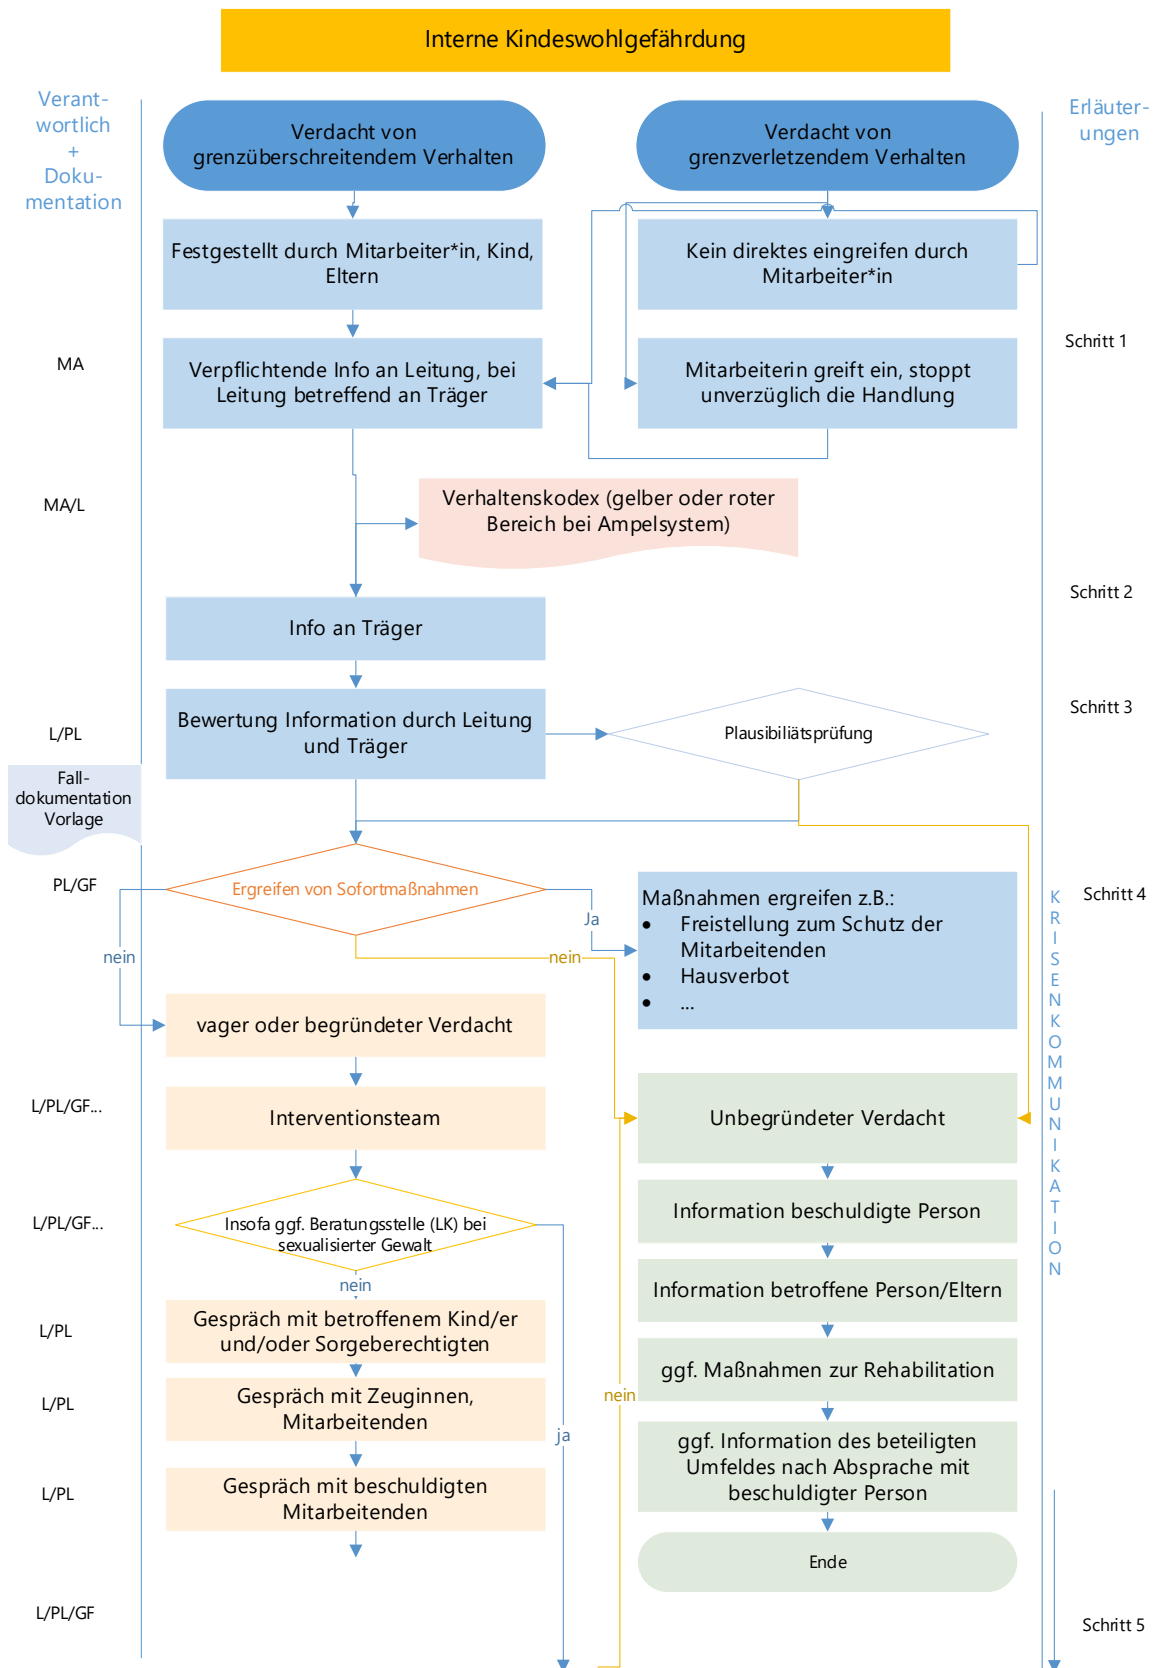 Interne Kindeswohlgefährdung
Verant-
wortlich
+
Doku-
mentation
Verdacht von
grenzüberschreitendem Verhalten
Verdacht von
grenzverletzendem Verhalten
Erläuter-
ungen
Festgestellt durch Mitarbeiter*in, Kind,
Eltern
Kein direktes eingreifen durch
Mitarbeiter*in
MA
Verpflichtende Info an Leitung, bei
Leitung betreffend an Träger
Mitarbeiterin greift ein, stoppt
unverzüglich die Handlung
Schritt 1
MA/L
Verhaltenskodex (gelber oder roter
Bereich bei Ampelsystem)
Info an Träger
Schritt 2
L/PL
Bewertung Information durch Leitung
und Träger
Plausibiliätsprüfung
Schritt 3
Fall-
dokumentation
Vorlage
PL/GF
Ergreifen von Sofortmaßnahmen
Ja
nein
nein
Maßnahmen ergreifen z.B.:
• Freistellung zum Schutz der
Mitarbeitenden
• Hausverbot
• ...
Schritt 4
KRISENKOMMUNIKATION
vager oder begründeter Verdacht
L/PL/GF...
Interventionsteam
Unbegründeter Verdacht
L/PL/GF...
Insofa ggf. Beratungsstelle (LK) bei
sexualisierter Gewalt
nein
Information beschuldigte Person
Information betroffene Person/Eltern
L/PL
Gespräch mit betroffenem Kind/er
und/oder Sorgeberechtigten
ggf. Maßnahmen zur Rehabilitation
L/PL
Gespräch mit Zeuginnen,
Mitarbeitenden
nein
ja
ggf. Information des beteiligten
Umfeldes nach Absprache mit
beschuldigter Person
L/PL
Gespräch mit beschuldigten
Mitarbeitenden
Ende
L/PL/GF
Schritt 5